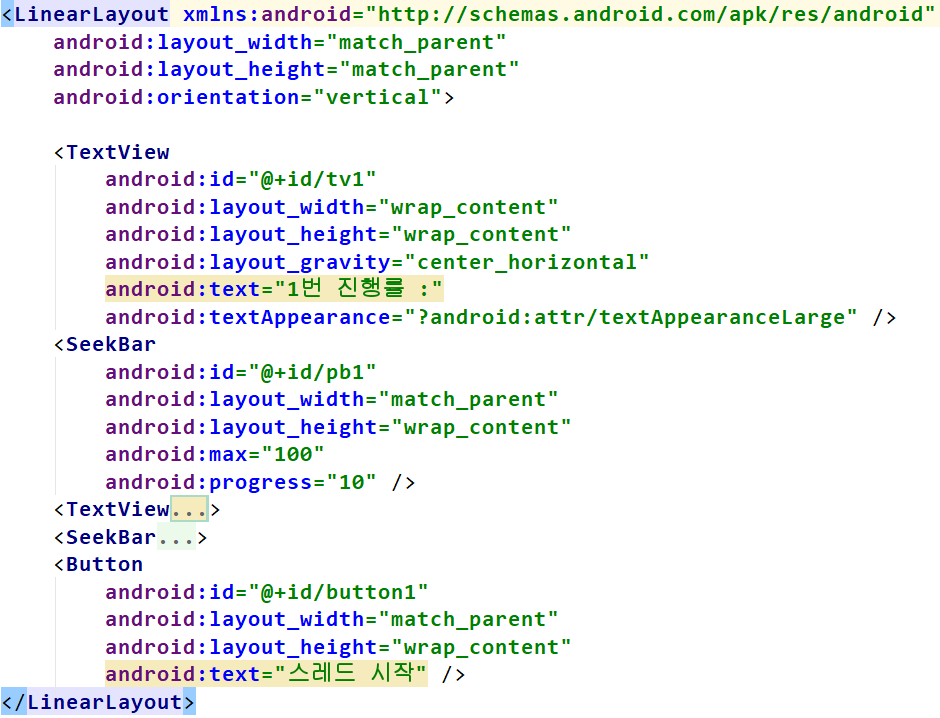 <LinearLayout xmlns:android="http://schemas.android.com/apk/res/android"
    android:layout_width="match_parent"
    android:layout_height="match_parent"
    android:orientation="vertical">

    <TextView
        android:id="@+id/tv1"
        android:layout_width="wrap_content"
        android:layout_height="wrap_content"
        android:layout_gravity="center_horizontal"
        android:text="1번 진행률 :"
        android:textAppearance="?android:attr/textAppearanceLarge" />
    <SeekBar
        android:id="@+id/pb1"
        android:layout_width="match_parent"
        android:layout_height="wrap_content"
        android:max="100"
        android:progress="10" />
    <TextView...>
    <SeekBar...>
    <Button
        android:id="@+id/button1"
        android:layout_width="match_parent"
        android:layout_height="wrap_content"
        android:text="스레드 시작" />
</LinearLayout>